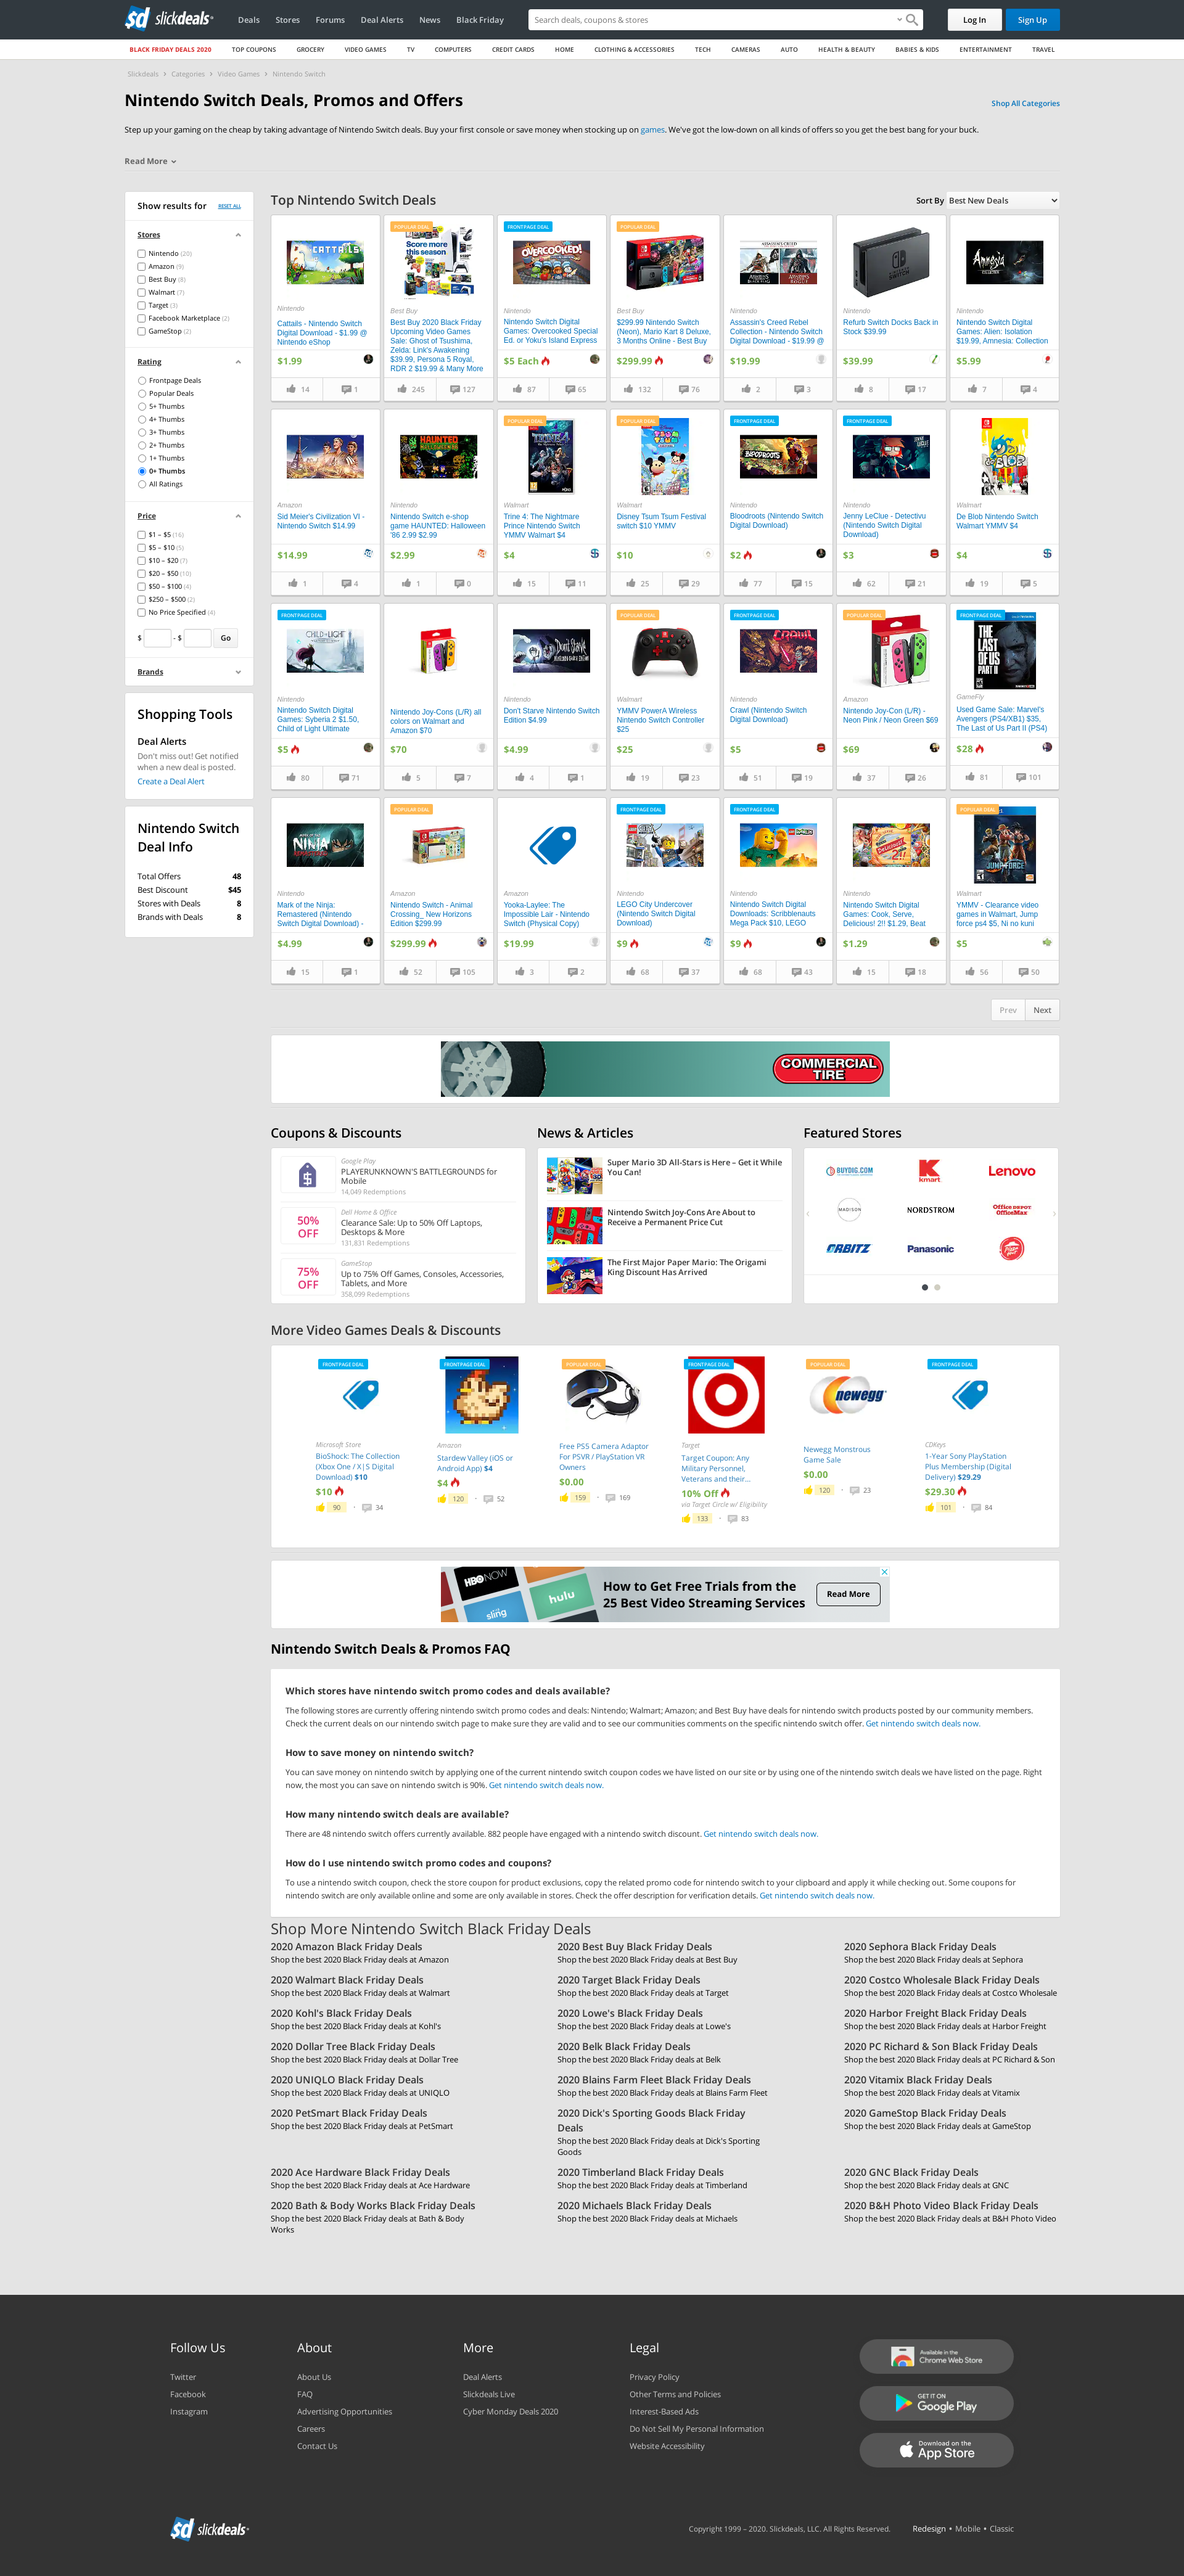 slickdeals
Deals
Stores
Forums
Deal Alerts
News
Black Friday
Search deals, coupons & stores
Log In
Sign Up
BLACK FRIDAY DEALS 2020
TOP COUPONS
GROCERY
VIDEO GAMES
TV
COMPUTERS
CREDIT CARDS
HOME
CLOTHING & ACCESSORIES
TECH
CAMERAS
AUTO
HEALTH & BEAUTY
BABIES & KIDS
ENTERTAINMENT
TRAVEL
Slickdeals > Categories > Video Games > Nintendo Switch
Nintendo Switch Deals, Promos and Offers
Shop All Categories
Step up your gaming on the cheap by taking advantage of Nintendo Switch deals. Buy your first console or save money when stocking up on games. We've got the low-down on all kinds of offers so you get the best bang for your buck.
Read More
Show results for
RESET ALL
Stores
Nintendo (20)
Amazon (9)
Best Buy (8)
Walmart (7)
Target (3)
Facebook Marketplace (2)
GameStop (2)
Rating
Frontpage Deals
Popular Deals
5+ Thumbs
4+ Thumbs
3+ Thumbs
2+ Thumbs
1+ Thumbs
0+ Thumbs
All Ratings
Price
$1 – $5 (16)
$5 – $10 (5)
$10 – $20 (7)
$20 – $50 (10)
$50 – $100 (4)
$250 – $500 (2)
No Price Specified (4)
$ - $ Go
Brands
Shopping Tools
Deal Alerts
Don't miss out! Get notified
when a new deal is posted.
Create a Deal Alert
Nintendo Switch
Deal Info
Total Offers 48
Best Discount $45
Stores with Deals 8
Brands with Deals 8
Top Nintendo Switch Deals
Sort By Best New Deals
CATTAILS
Nintendo
Cattails - Nintendo Switch
Digital Download - $1.99 @
Nintendo eShop
$1.99
14
1
POPULAR DEAL
Score more
this season
Best Buy
Best Buy 2020 Black Friday
Upcoming Video Games
Sale: Ghost of Tsushima,
Zelda: Link's Awakening
$39.99, Persona 5 Royal,
RDR 2 $19.99 & Many More
245
127
FRONTPAGE DEAL
OVERCOOKED!
Nintendo
Nintendo Switch Digital
Games: Overcooked Special
Ed. or Yoku's Island Express
$5 Each
87
65
POPULAR DEAL
Best Buy
$299.99 Nintendo Switch
(Neon), Mario Kart 8 Deluxe,
3 Months Online - Best Buy
$299.99
132
76
Nintendo
Assassin's Creed Rebel
Collection - Nintendo Switch
Digital Download - $19.99 @
$19.99
2
3
Nintendo
Refurb Switch Docks Back in
Stock $39.99
$39.99
8
17
Amnesia
COLLECTION
Nintendo
Nintendo Switch Digital
Games: Alien: Isolation
$19.99, Amnesia: Collection
$5.99
7
4
Amazon
Sid Meier's Civilization VI -
Nintendo Switch $14.99
$14.99
1
4
HAUNTED
Nintendo
Nintendo Switch e-shop
game HAUNTED: Halloween
'86 2.99 $2.99
$2.99
1
0
POPULAR DEAL
TRINE 4
Walmart
Trine 4: The Nightmare
Prince Nintendo Switch
YMMV Walmart $4
$4
15
11
POPULAR DEAL
TSUM TSUM
Walmart
Disney Tsum Tsum Festival
switch $10 YMMV
$10
25
29
FRONTPAGE DEAL
BLOODROOTS
Nintendo
Bloodroots (Nintendo Switch
Digital Download)
$2
77
15
FRONTPAGE DEAL
JENNY LECLUE
Nintendo
Jenny LeClue - Detectivu
(Nintendo Switch Digital
Download)
$3
62
21
de Blob
Walmart
De Blob Nintendo Switch
Walmart YMMV $4
$4
19
5
FRONTPAGE DEAL
CHILD OF LIGHT
Nintendo
Nintendo Switch Digital
Games: Syberia 2 $1.50,
Child of Light Ultimate
$5
80
71
Nintendo Joy-Cons (L/R) all
colors on Walmart and
Amazon $70
$70
5
7
Don't Starve
Nintendo
Don't Starve Nintendo Switch
Edition $4.99
$4.99
4
1
POPULAR DEAL
Walmart
YMMV PowerA Wireless
Nintendo Switch Controller
$25
$25
19
23
FRONTPAGE DEAL
CRAWL
Nintendo
Crawl (Nintendo Switch
Digital Download)
$5
51
19
POPULAR DEAL
Amazon
Nintendo Joy-Con (L/R) -
Neon Pink / Neon Green $69
$69
37
26
FRONTPAGE DEAL
THE
LAST
OF US
PART II
GameFly
Used Game Sale: Marvel's
Avengers (PS4/XB1) $35,
The Last of Us Part II (PS4)
$28
81
101
NINJA
REMASTERED
Nintendo
Mark of the Ninja:
Remastered (Nintendo
Switch Digital Download) -
$4.99
15
1
POPULAR DEAL
Amazon
Nintendo Switch - Animal
Crossing_ New Horizons
Edition $299.99
$299.99
52
105
Amazon
Yooka-Laylee: The
Impossible Lair - Nintendo
Switch (Physical Copy)
$19.99
3
2
FRONTPAGE DEAL
Nintendo
LEGO City Undercover
(Nintendo Switch Digital
Download)
$9
68
37
FRONTPAGE DEAL
Nintendo
Nintendo Switch Digital
Downloads: Scribblenauts
Mega Pack $10, LEGO
$9
68
43
Nintendo
Nintendo Switch Digital
Games: Cook, Serve,
Delicious! 2!! $1.29, Beat
$1.29
15
18
POPULAR DEAL
JUMP FORCE
Walmart
YMMV - Clearance video
games in Walmart, Jump
force ps4 $5, Ni no kuni
$5
56
50
Prev
Next
COMMERCIAL
TIRE
Coupons & Discounts
Google Play
PLAYERUNKNOWN'S BATTLEGROUNDS for
Mobile
14,049 Redemptions
50%
OFF
Dell Home & Office
Clearance Sale: Up to 50% Off Laptops,
Desktops & More
131,831 Redemptions
75%
OFF
GameStop
Up to 75% Off Games, Consoles, Accessories,
Tablets, and More
358,099 Redemptions
News & Articles
Super Mario 3D All-Stars is Here – Get it While
You Can!
Nintendo Switch Joy-Cons Are About to
Receive a Permanent Price Cut
The First Major Paper Mario: The Origami
King Discount Has Arrived
Featured Stores
BUYDIG.COM
kmart
Lenovo
MADISON
NORDSTROM
Office DEPOT
OfficeMax
ORBITZ
Panasonic
More Video Games Deals & Discounts
FRONTPAGE DEAL
Microsoft Store
BioShock: The Collection
(Xbox One / X|S Digital
Download) $10
$10
90
34
FRONTPAGE DEAL
Amazon
Stardew Valley (iOS or
Android App) $4
$4
120
52
POPULAR DEAL
Free PS5 Camera Adaptor
For PSVR / PlayStation VR
Owners
$0.00
159
169
FRONTPAGE DEAL
Target
Target Coupon: Any
Military Personnel,
Veterans and their...
10% Off
via Target Circle w/ Eligibility
133
83
POPULAR DEAL
newegg
Newegg Monstrous
Game Sale
$0.00
120
23
FRONTPAGE DEAL
CDKeys
1-Year Sony PlayStation
Plus Membership (Digital
Delivery) $29.29
$29.30
101
84
HBO NOW
sling
hulu
How to Get Free Trials from the
25 Best Video Streaming Services
Read More
Nintendo Switch Deals & Promos FAQ
Which stores have nintendo switch promo codes and deals available?
The following stores are currently offering nintendo switch promo codes and deals: Nintendo; Walmart; Amazon; and Best Buy have deals for nintendo switch products posted by our community members.
Check the current deals on our nintendo switch page to make sure they are valid and to see our communities comments on the specific nintendo switch offer. Get nintendo switch deals now.
How to save money on nintendo switch?
You can save money on nintendo switch by applying one of the current nintendo switch coupon codes we have listed on our site or by using one of the nintendo switch deals we have listed on the page. Right
now, the most you can save on nintendo switch is 90%. Get nintendo switch deals now.
How many nintendo switch deals are available?
There are 48 nintendo switch offers currently available. 882 people have engaged with a nintendo switch discount. Get nintendo switch deals now.
How do I use nintendo switch promo codes and coupons?
To use a nintendo switch coupon, check the store coupon for product exclusions, copy the related promo code for nintendo switch to your clipboard and apply it while checking out. Some coupons for
nintendo switch are only available online and some are only available in stores. Check the offer description for verification details. Get nintendo switch deals now.
Shop More Nintendo Switch Black Friday Deals
2020 Amazon Black Friday Deals
Shop the best 2020 Black Friday deals at Amazon
2020 Best Buy Black Friday Deals
Shop the best 2020 Black Friday deals at Best Buy
2020 Sephora Black Friday Deals
Shop the best 2020 Black Friday deals at Sephora
2020 Walmart Black Friday Deals
Shop the best 2020 Black Friday deals at Walmart
2020 Target Black Friday Deals
Shop the best 2020 Black Friday deals at Target
2020 Costco Wholesale Black Friday Deals
Shop the best 2020 Black Friday deals at Costco Wholesale
2020 Kohl's Black Friday Deals
Shop the best 2020 Black Friday deals at Kohl's
2020 Lowe's Black Friday Deals
Shop the best 2020 Black Friday deals at Lowe's
2020 Harbor Freight Black Friday Deals
Shop the best 2020 Black Friday deals at Harbor Freight
2020 Dollar Tree Black Friday Deals
Shop the best 2020 Black Friday deals at Dollar Tree
2020 Belk Black Friday Deals
Shop the best 2020 Black Friday deals at Belk
2020 PC Richard & Son Black Friday Deals
Shop the best 2020 Black Friday deals at PC Richard & Son
2020 UNIQLO Black Friday Deals
Shop the best 2020 Black Friday deals at UNIQLO
2020 Blains Farm Fleet Black Friday Deals
Shop the best 2020 Black Friday deals at Blains Farm Fleet
2020 Vitamix Black Friday Deals
Shop the best 2020 Black Friday deals at Vitamix
2020 PetSmart Black Friday Deals
Shop the best 2020 Black Friday deals at PetSmart
2020 Dick's Sporting Goods Black Friday
Deals
Shop the best 2020 Black Friday deals at Dick's Sporting
Goods
2020 GameStop Black Friday Deals
Shop the best 2020 Black Friday deals at GameStop
2020 Ace Hardware Black Friday Deals
Shop the best 2020 Black Friday deals at Ace Hardware
2020 Timberland Black Friday Deals
Shop the best 2020 Black Friday deals at Timberland
2020 GNC Black Friday Deals
Shop the best 2020 Black Friday deals at GNC
2020 Bath & Body Works Black Friday Deals
Shop the best 2020 Black Friday deals at Bath & Body
Works
2020 Michaels Black Friday Deals
Shop the best 2020 Black Friday deals at Michaels
2020 B&H Photo Video Black Friday Deals
Shop the best 2020 Black Friday deals at B&H Photo Video
Follow Us
Twitter
Facebook
Instagram
About
About Us
FAQ
Advertising Opportunities
Careers
Contact Us
More
Deal Alerts
Slickdeals Live
Cyber Monday Deals 2020
Legal
Privacy Policy
Other Terms and Policies
Interest-Based Ads
Do Not Sell My Personal Information
Website Accessibility
Available in the
Chrome Web Store
GET IT ON
Google Play
Download on the
App Store
slickdeals
Copyright 1999 – 2020. Slickdeals, LLC. All Rights Reserved.
Redesign • Mobile • Classic